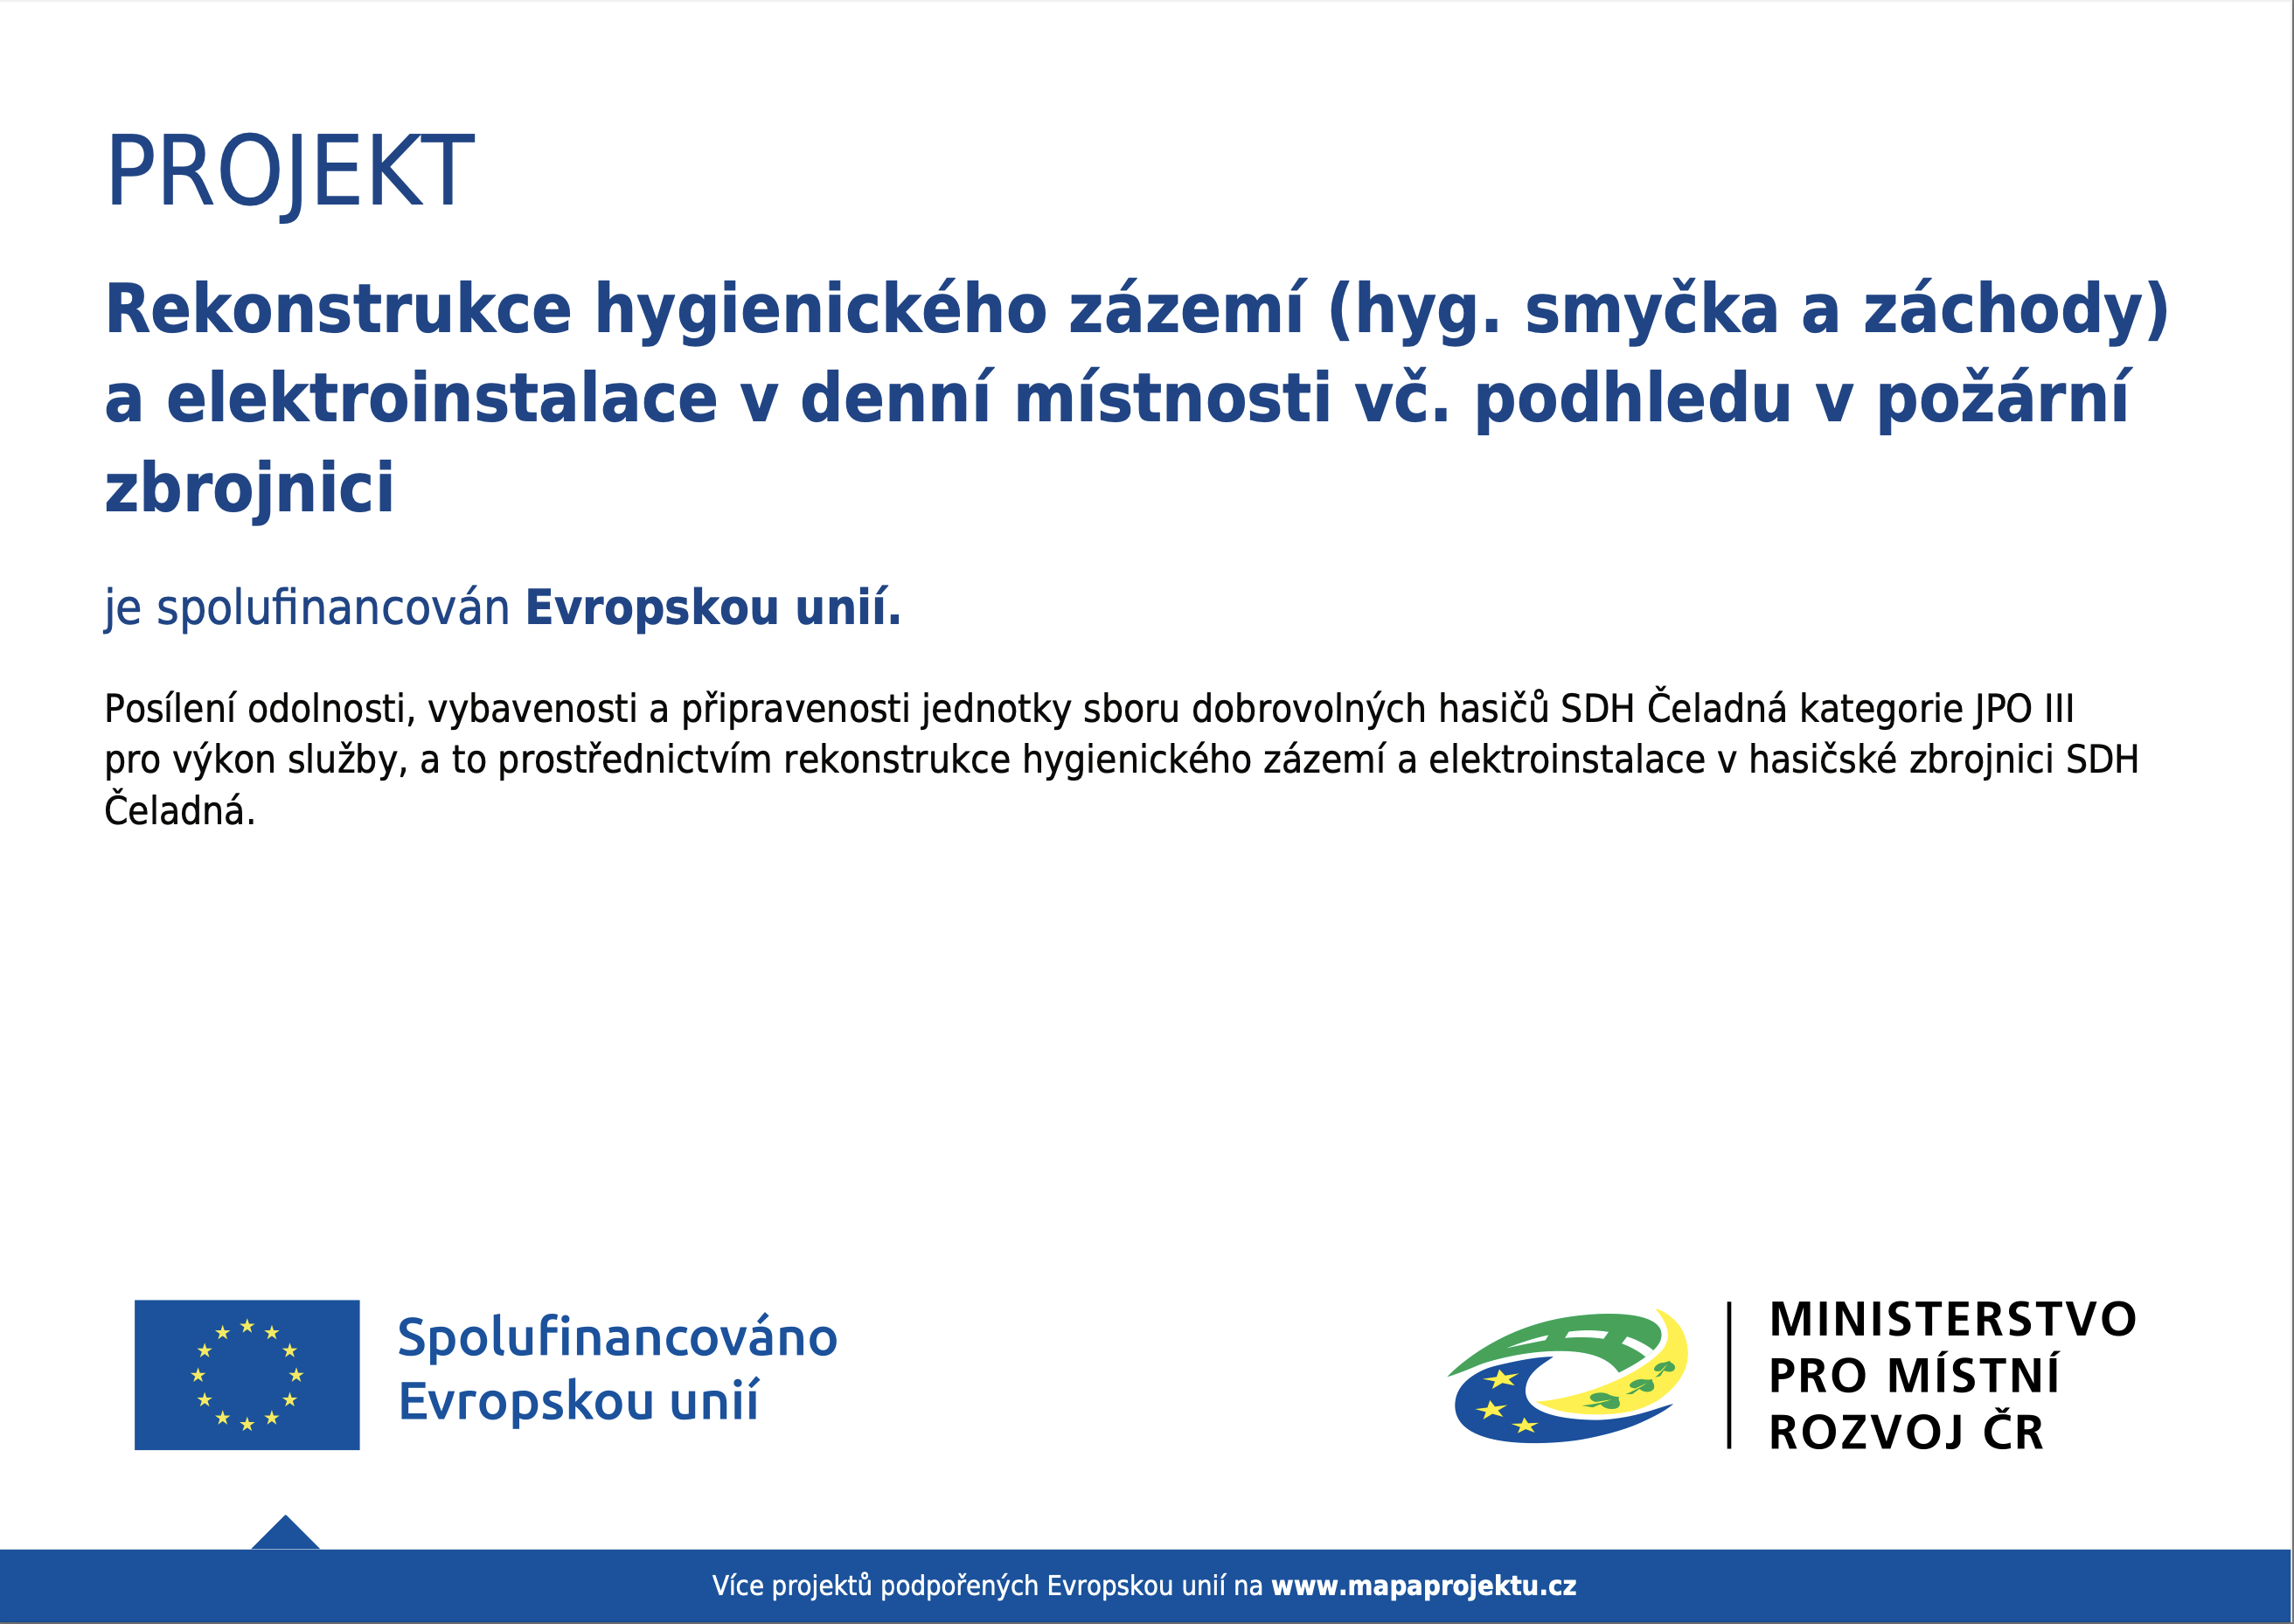 PROJEKT
Rekonstrukce hygienického zázemí (hyg. smyčka a záchody)
a elektroinstalace v denní místnosti vč. podhledu v požární
zbrojnici
je spolufinancován Evropskou unií.
Posílení odolnosti, vybavenosti a připravenosti jednotky sboru dobrovolných hasičů SDH Čeladná kategorie JPO III
pro výkon služby, a to prostřednictvím rekonstrukce hygienického zázemí a elektroinstalace v hasičské zbrojnici SDH
Čeladná.
Spolufinancováno
Evropskou unií
MINISTERSTVO
PRO MÍSTNÍ
ROZVOJ ČR
Více projektů podpořených Evropskou unií na www.mapaprojektu.cz